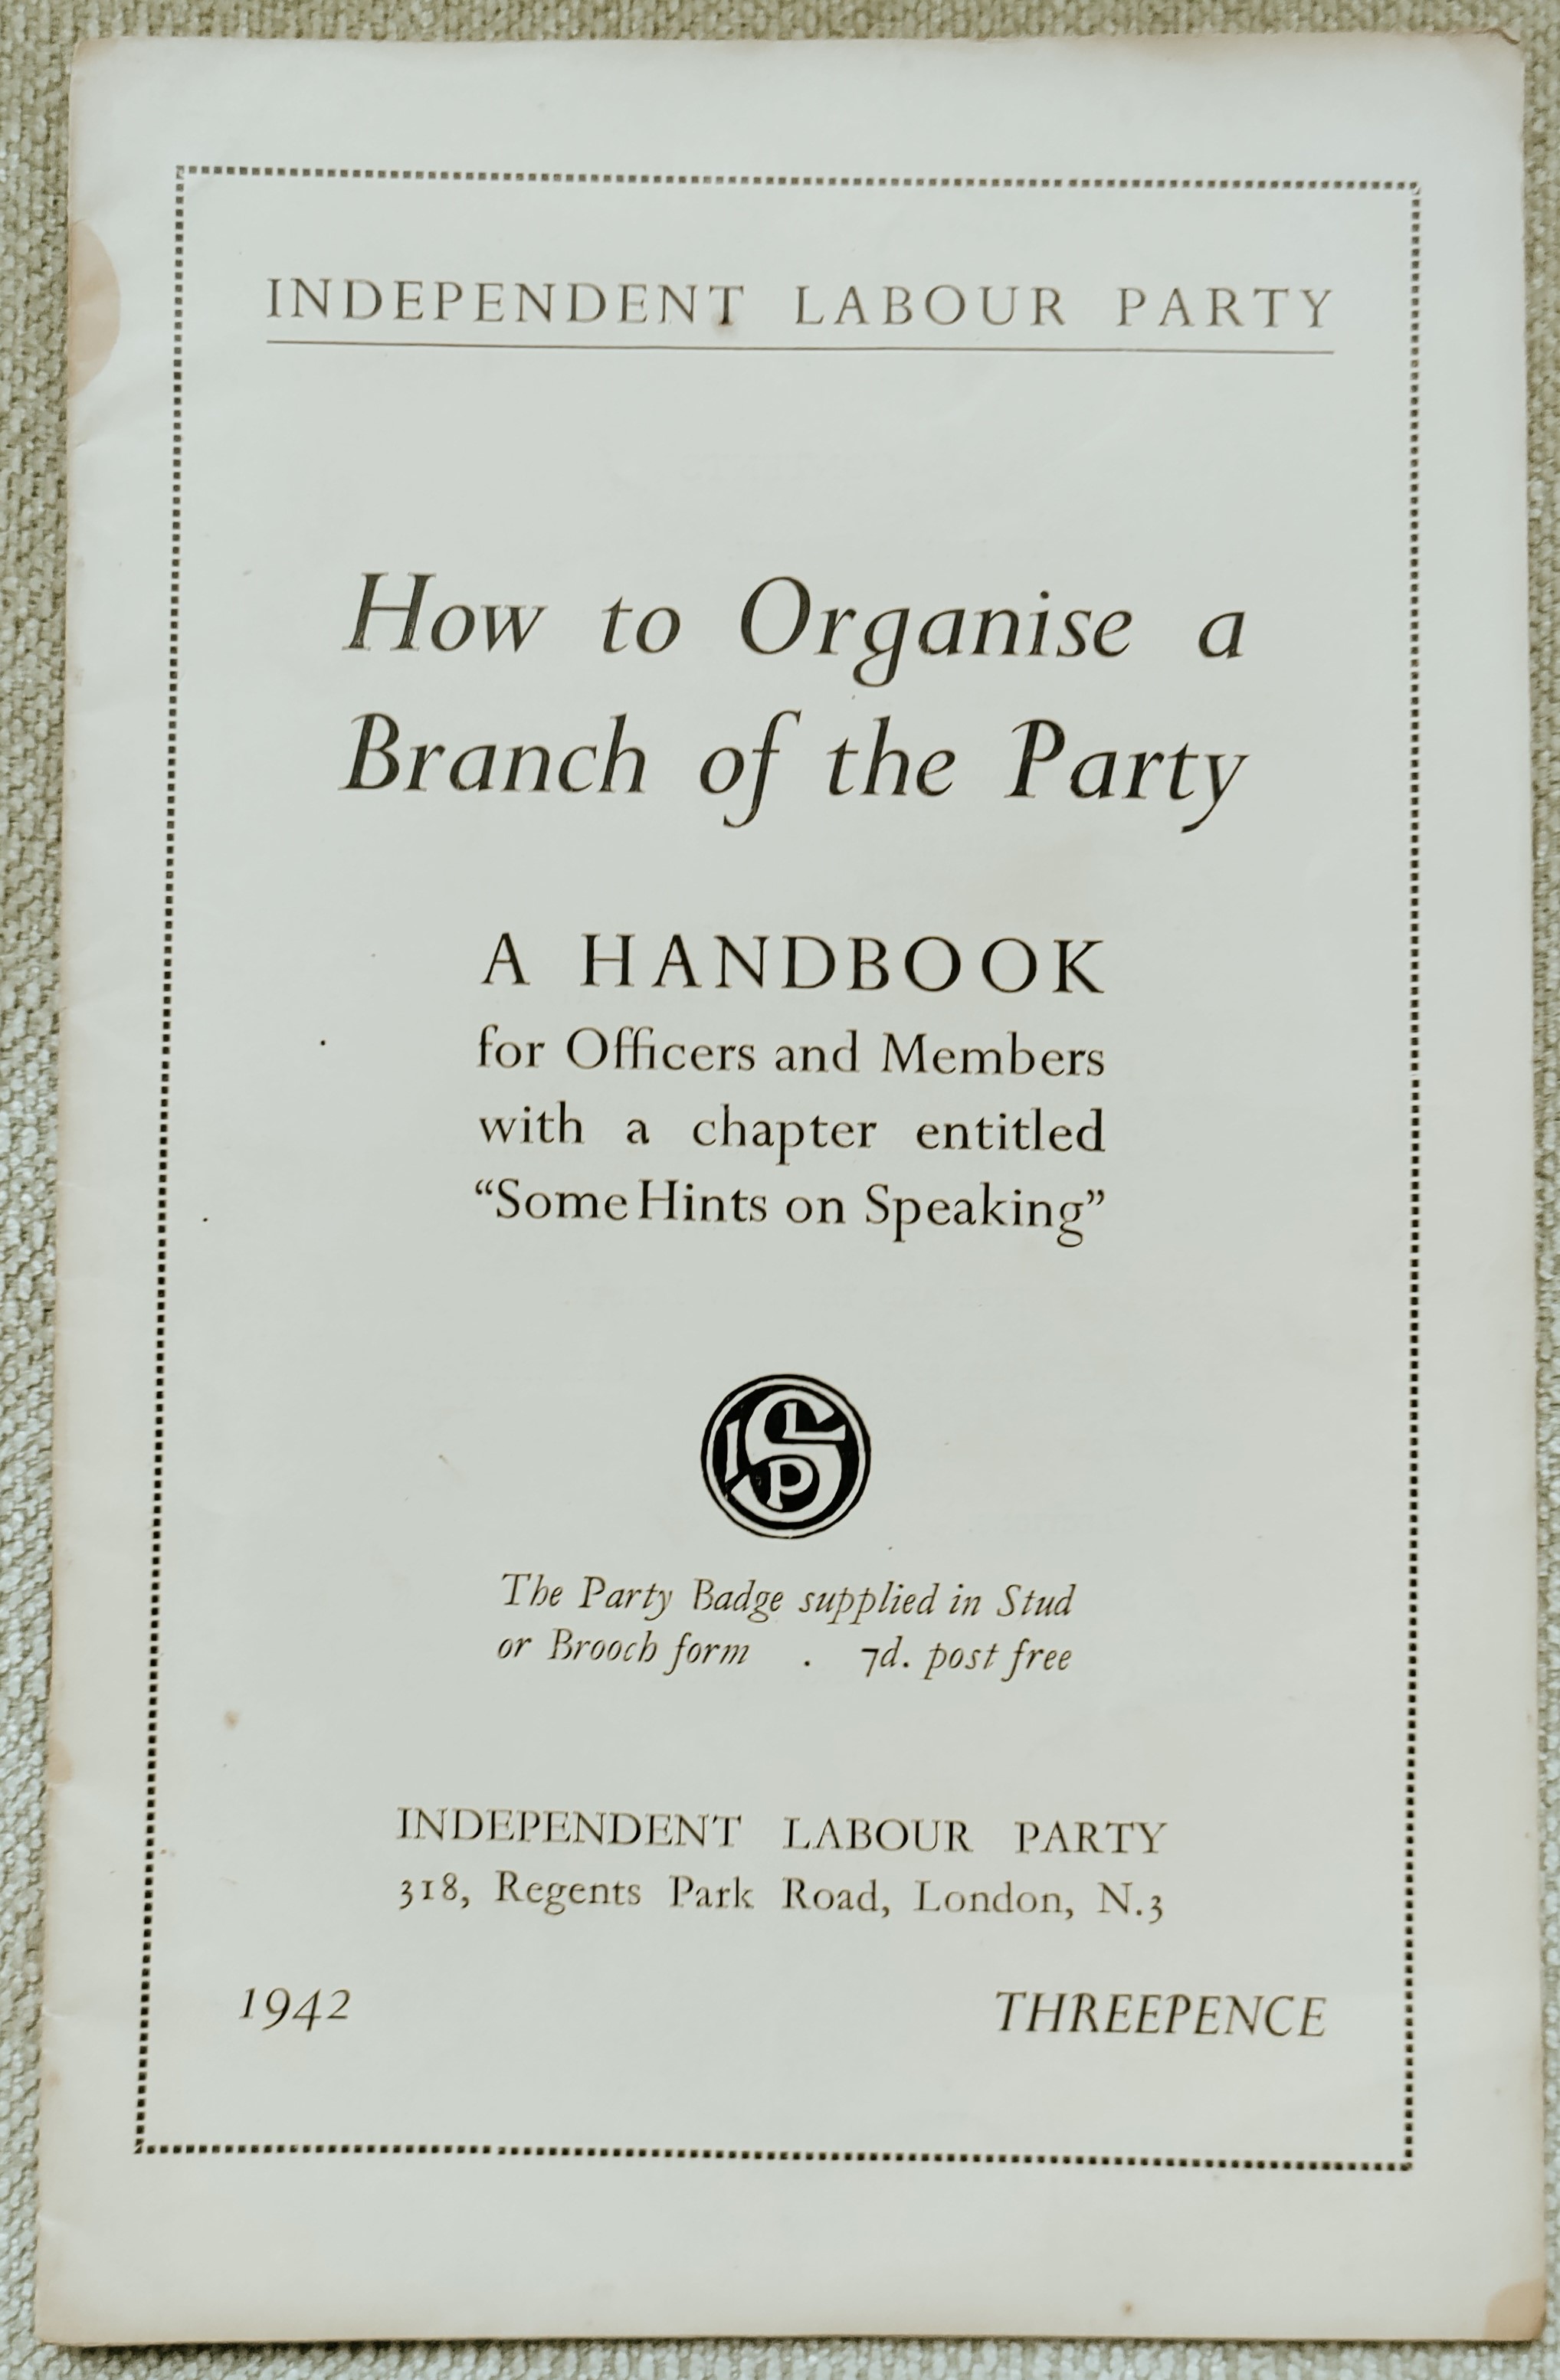 INDEPENDENT LABOUR PARTY
How to Organise a
Branch of the Party
A HANDBOOK
for Officers and Members
with a chapter entitled
“Some Hints on Speaking”
ILPS
The Party Badge supplied in Stud
or Brooch form . 7d. post free
INDEPENDENT LABOUR PARTY
318, Regents Park Road, London, N.3
1942 THREEPENCE